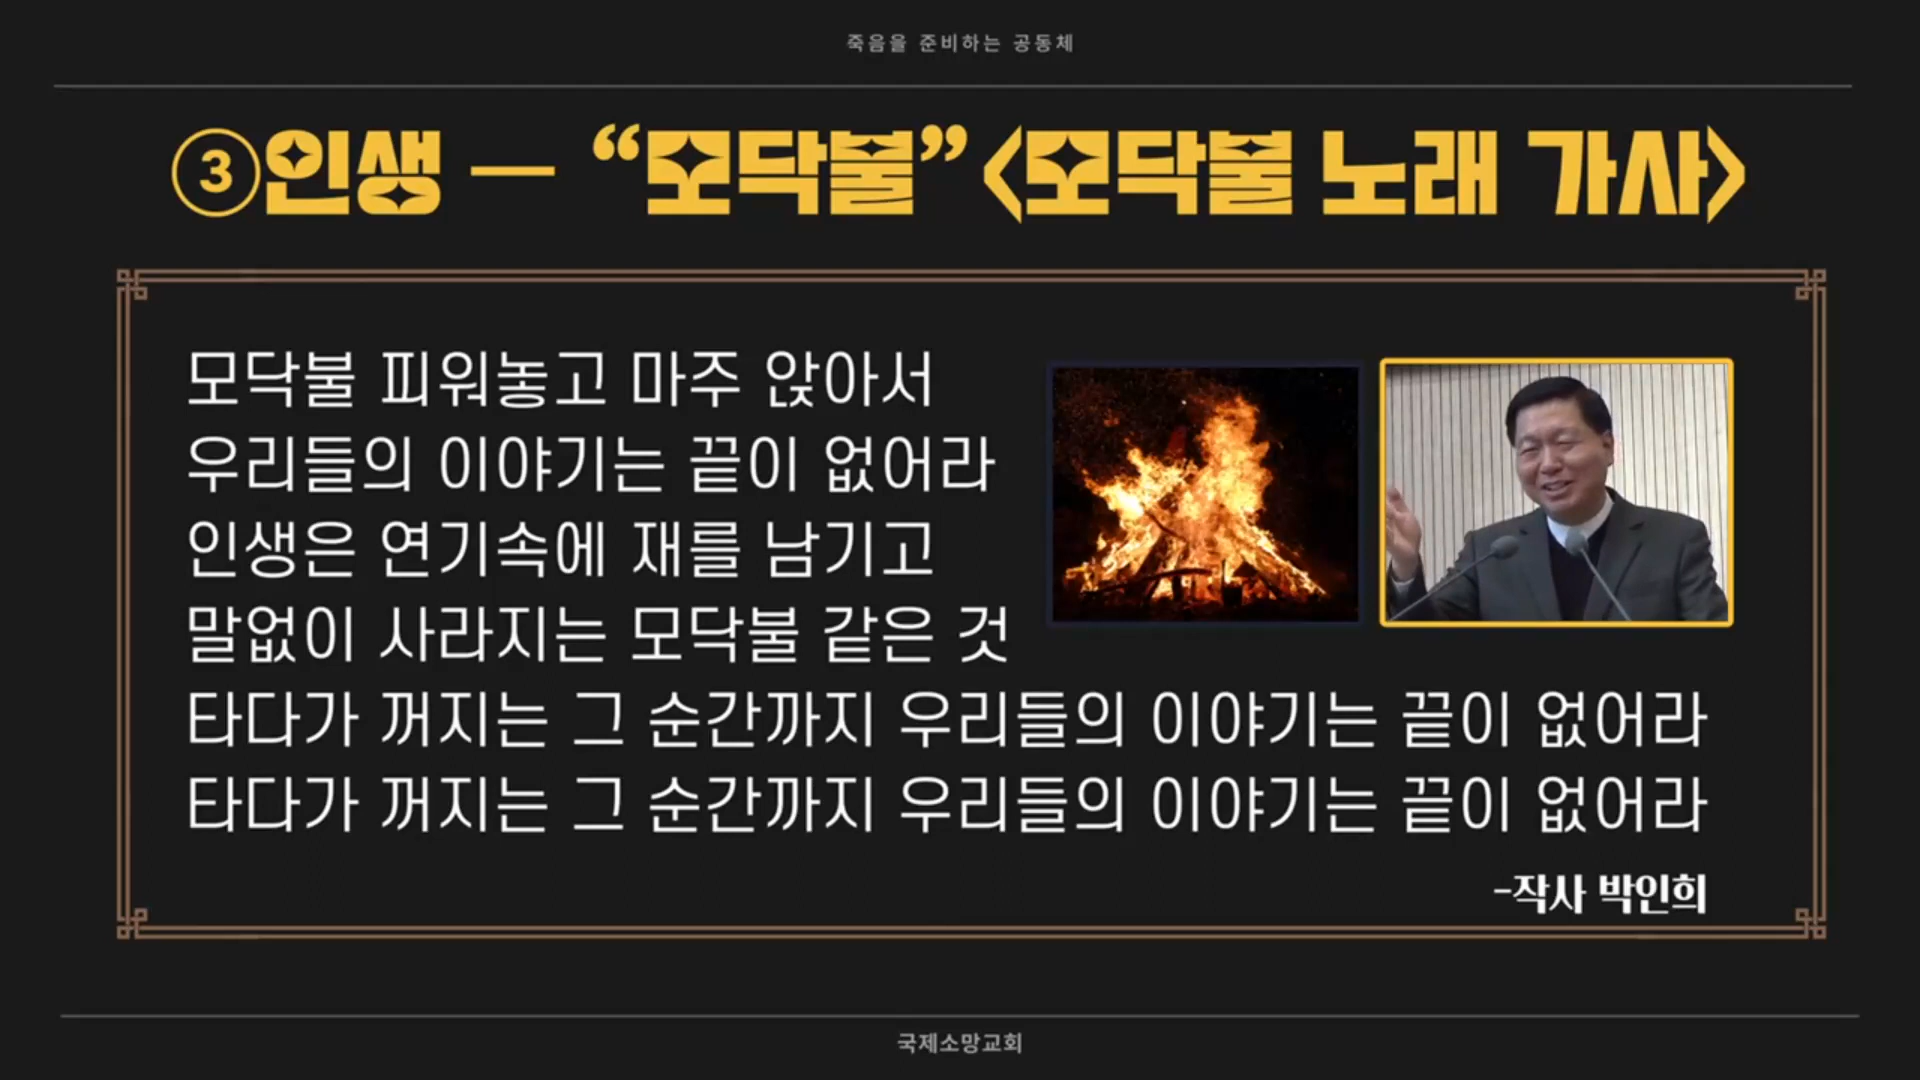 죽음을 준비하는 공동체
③인생 — “모닥불”〈모닥불 노래 가사〉
모닥불 피워놓고 마주 앉아서
우리들의 이야기는 끝이 없어라
인생은 연기속에 재를 남기고
말없이 사라지는 모닥불 같은 것
타다가 꺼지는 그 순간까지 우리들의 이야기는 끝이 없어라
타다가 꺼지는 그 순간까지 우리들의 이야기는 끝이 없어라
-작사 박인희
국제소망교회